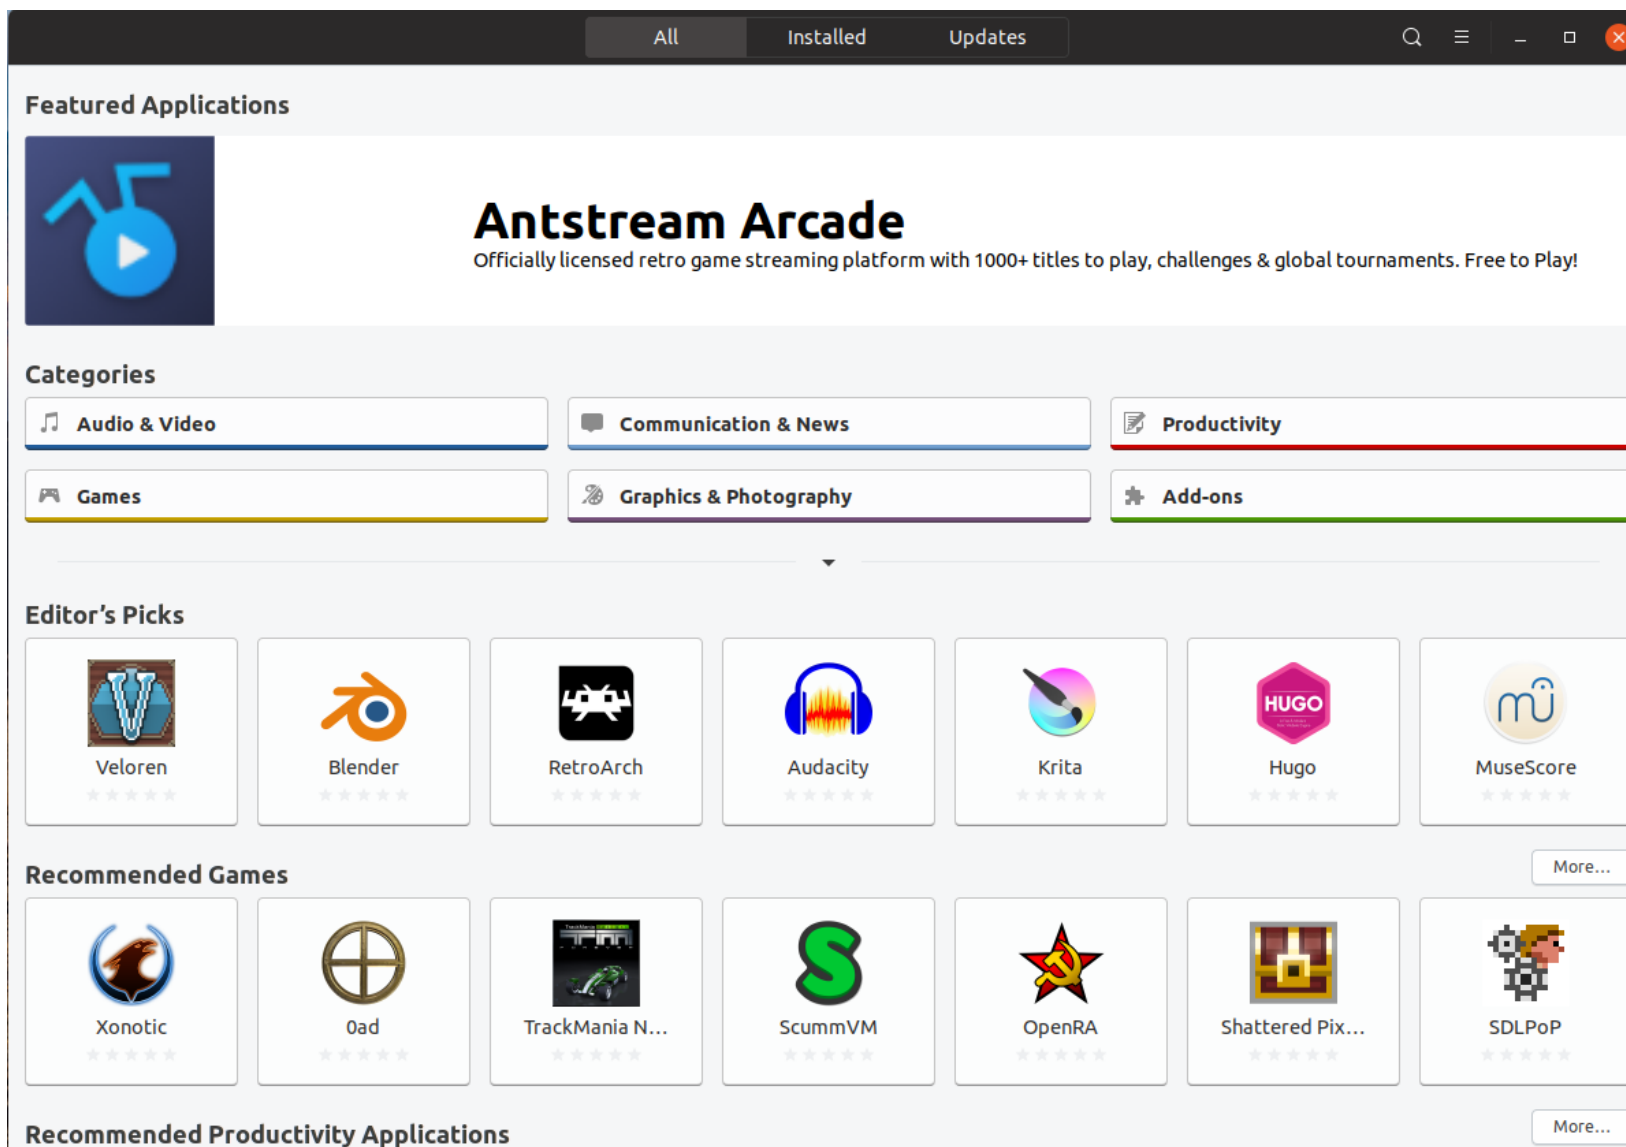 All Installed Updates
Featured Applications
Antstream Arcade
Officially licensed retro game streaming platform with 1000+ titles to play, challenges & global tournaments. Free to Play!
Categories
Audio & Video Communication & News Productivity
Games Graphics & Photography Add-ons
Editor’s Picks
V HUGO mu
Veloren Blender RetroArch Audacity Krita Hugo MuseScore
More…
Recommended Games
TrackMania
S
Xonotic 0ad TrackMania N… ScummVM OpenRA Shattered Pix… SDLPoP
More…
Recommended Productivity Applications